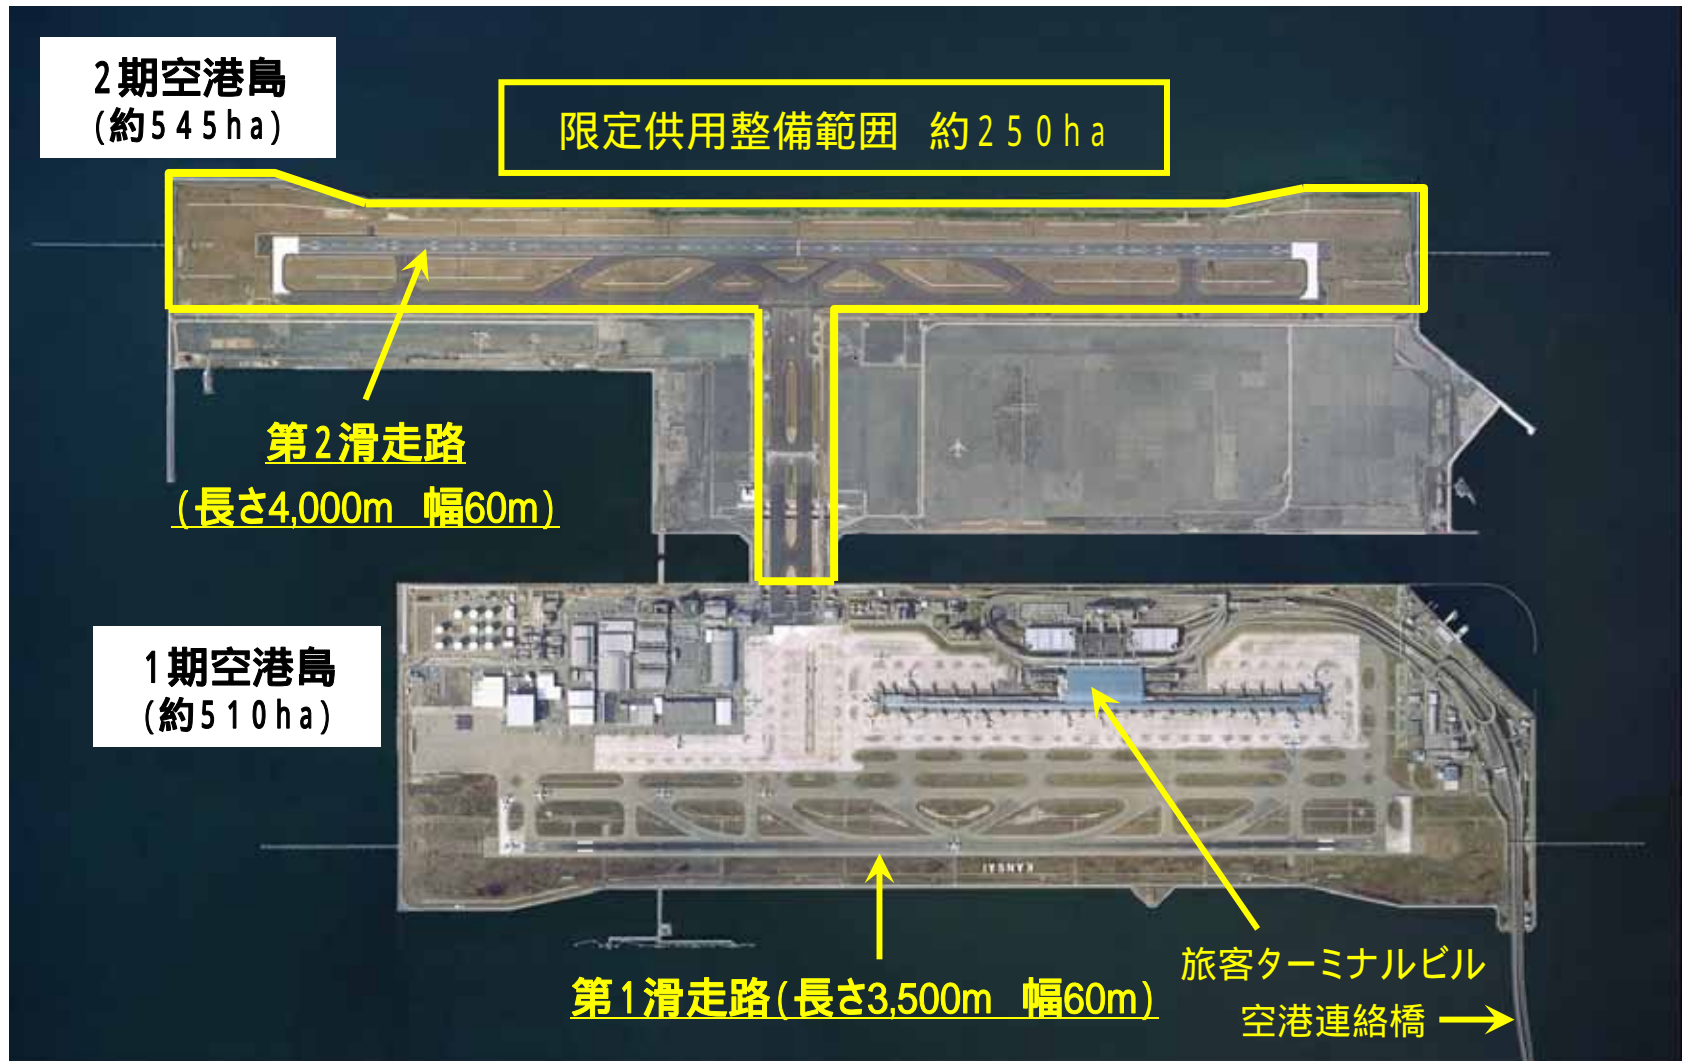 2期空港島
(約545ha)
限定供用整備範囲　約250ha
第2滑走路
(長さ4,000m　幅60m)
1期空港島
(約510ha)
KANSAI
第1滑走路(長さ3,500m　幅60m)
旅客ターミナルビル
空港連絡橋